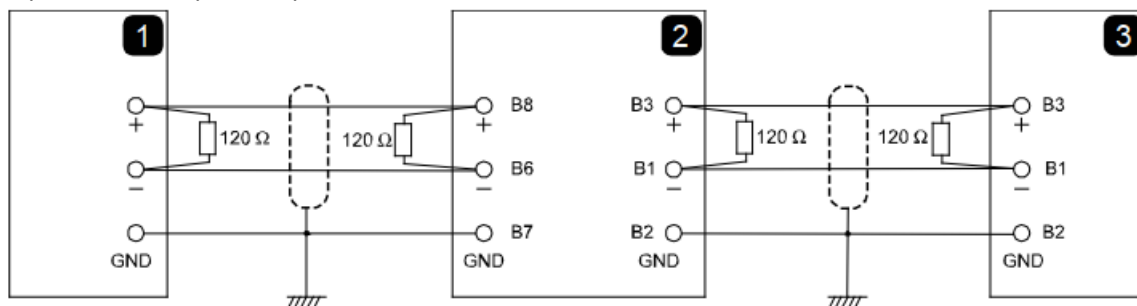 1 2 3
B8 B3 B3
+ + + +
120 Ω 120 Ω 120 Ω 120 Ω
B6 B1 B1
− − − −
B7 B2 B2
GND GND GND GND